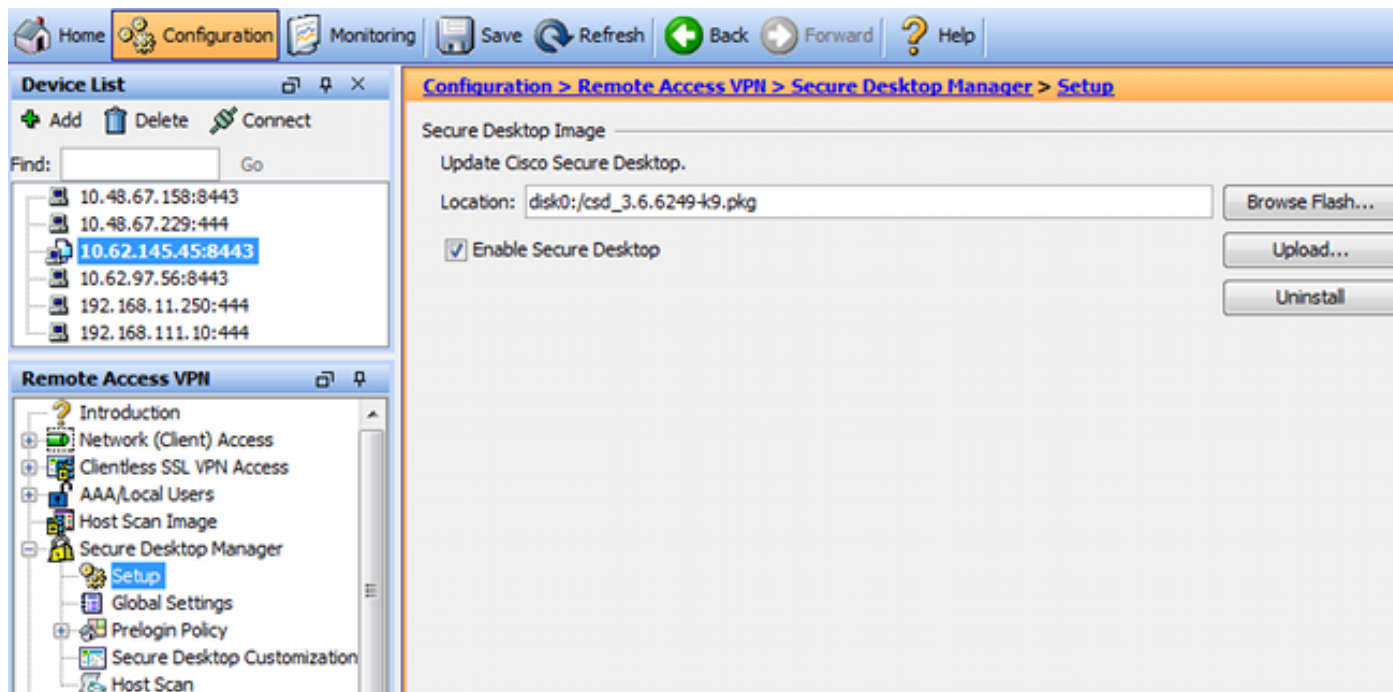 Home Configuration Monitoring Save Refresh Back Forward Help
Device List
Add Delete Connect
Find: Go
10.48.67.158:8443
10.48.67.229:444
10.62.145.45:8443
10.62.97.56:8443
192.168.11.250:444
192.168.111.10:444
Remote Access VPN
Introduction
Network (Client) Access
Clientless SSL VPN Access
AAA/Local Users
Host Scan Image
Secure Desktop Manager
Setup
Global Settings
Prelogin Policy
Secure Desktop Customization
Host Scan
Configuration > Remote Access VPN > Secure Desktop Manager > Setup
Secure Desktop Image
Update Cisco Secure Desktop.
Location: disk0:/csd_3.6.6249-k9.pkg Browse Flash...
Enable Secure Desktop Upload...
Uninstall